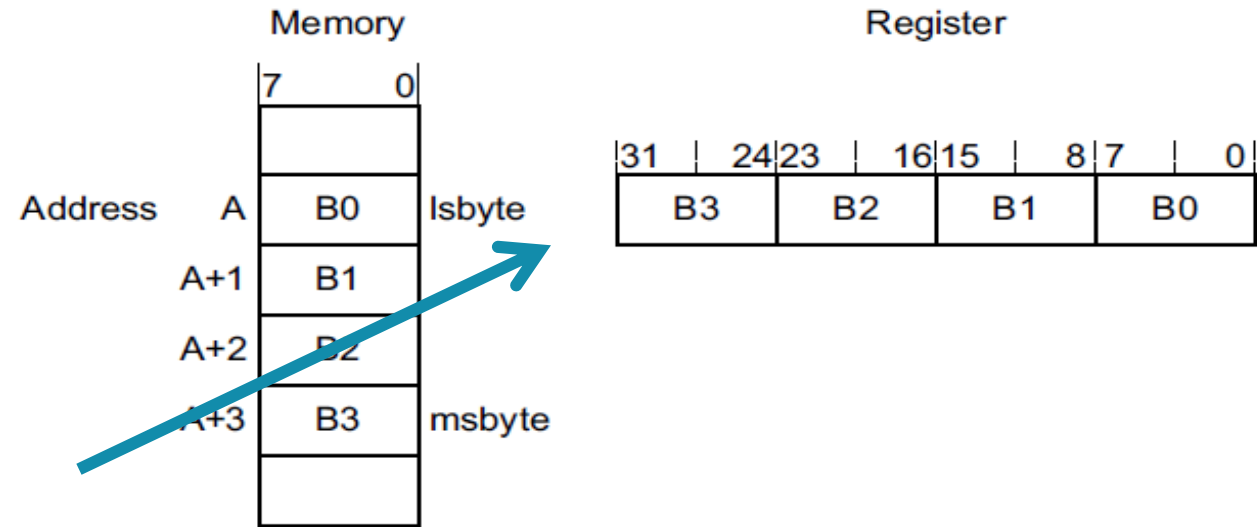 Memory
Register
7 0
31 24 23 16 15 8 7 0
Address A B0 lsbyte
B3 B2 B1 B0
A+1 B1
A+2 B2
A+3 B3 msbyte